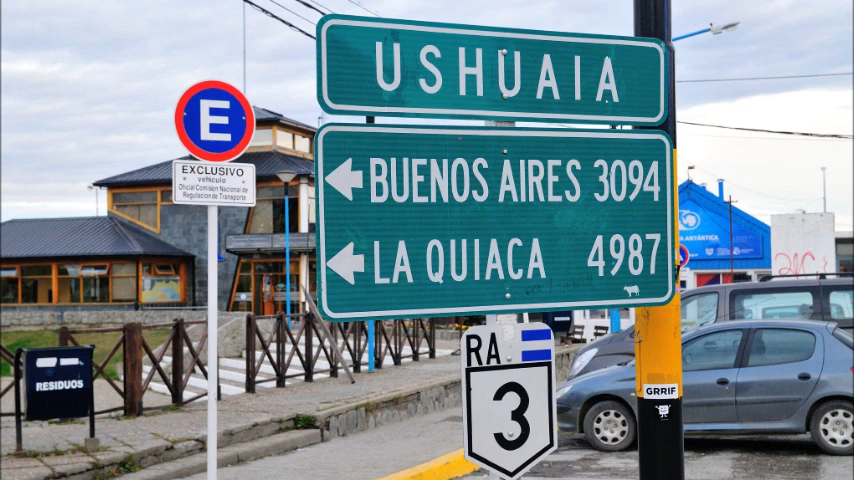 USHUAIA
E
EXCLUSIVO
vehículo
Oficial Comisión Nacional de
Regulación de Transporte
BUENOS AIRES 3094
LA QUIACA 4987
ANTÁRTICA
RESIDUOS
RA
3
GRRIF